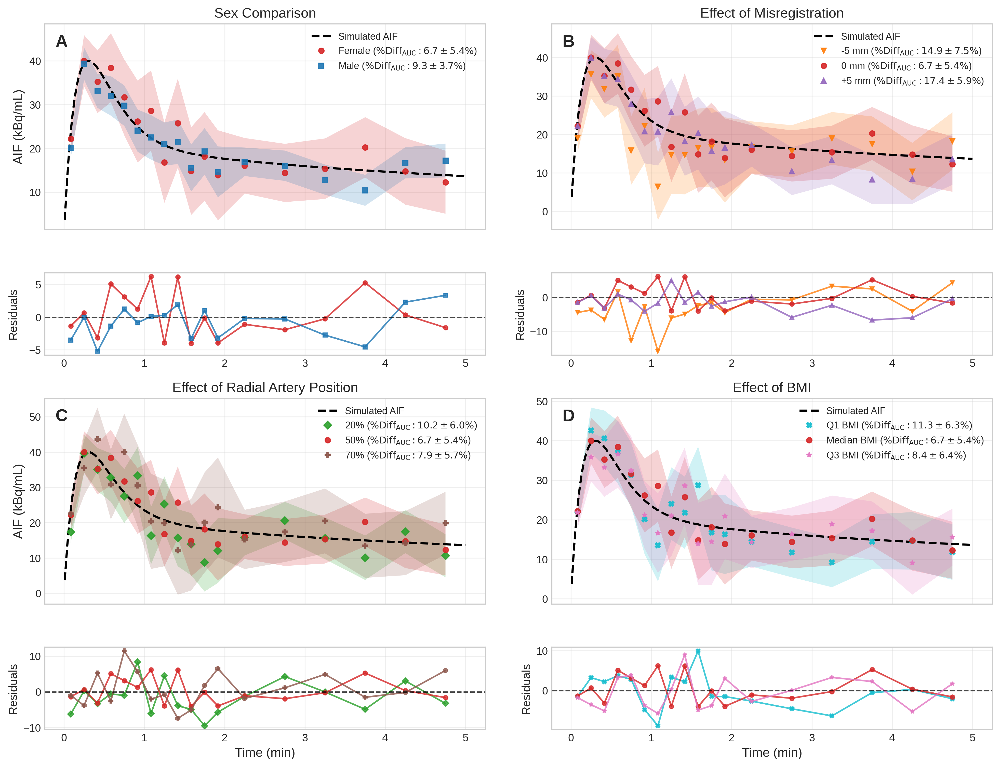 Sex Comparison
A
Simulated AIF
Female (%Diff_AUC : 6.7 ± 5.4%)
Male (%Diff_AUC : 9.3 ± 3.7%)
AIF (kBq/mL)
40
30
20
10
Residuals
5
0
−5
0 1 2 3 4 5
Effect of Misregistration
B
Simulated AIF
-5 mm (%Diff_AUC : 14.9 ± 7.5%)
0 mm (%Diff_AUC : 6.7 ± 5.4%)
+5 mm (%Diff_AUC : 17.4 ± 5.9%)
40
30
20
10
0
Residuals
0
−10
0 1 2 3 4 5
Effect of Radial Artery Position
C
Simulated AIF
20% (%Diff_AUC : 10.2 ± 6.0%)
50% (%Diff_AUC : 6.7 ± 5.4%)
70% (%Diff_AUC : 7.9 ± 5.7%)
AIF (kBq/mL)
50
40
30
20
10
0
Residuals
10
0
−10
0 1 2 3 4 5
Time (min)
Effect of BMI
D
Simulated AIF
Q1 BMI (%Diff_AUC : 11.3 ± 6.3%)
Median BMI (%Diff_AUC : 6.7 ± 5.4%)
Q3 BMI (%Diff_AUC : 8.4 ± 6.4%)
50
40
30
20
10
0
Residuals
10
0
0 1 2 3 4 5
Time (min)